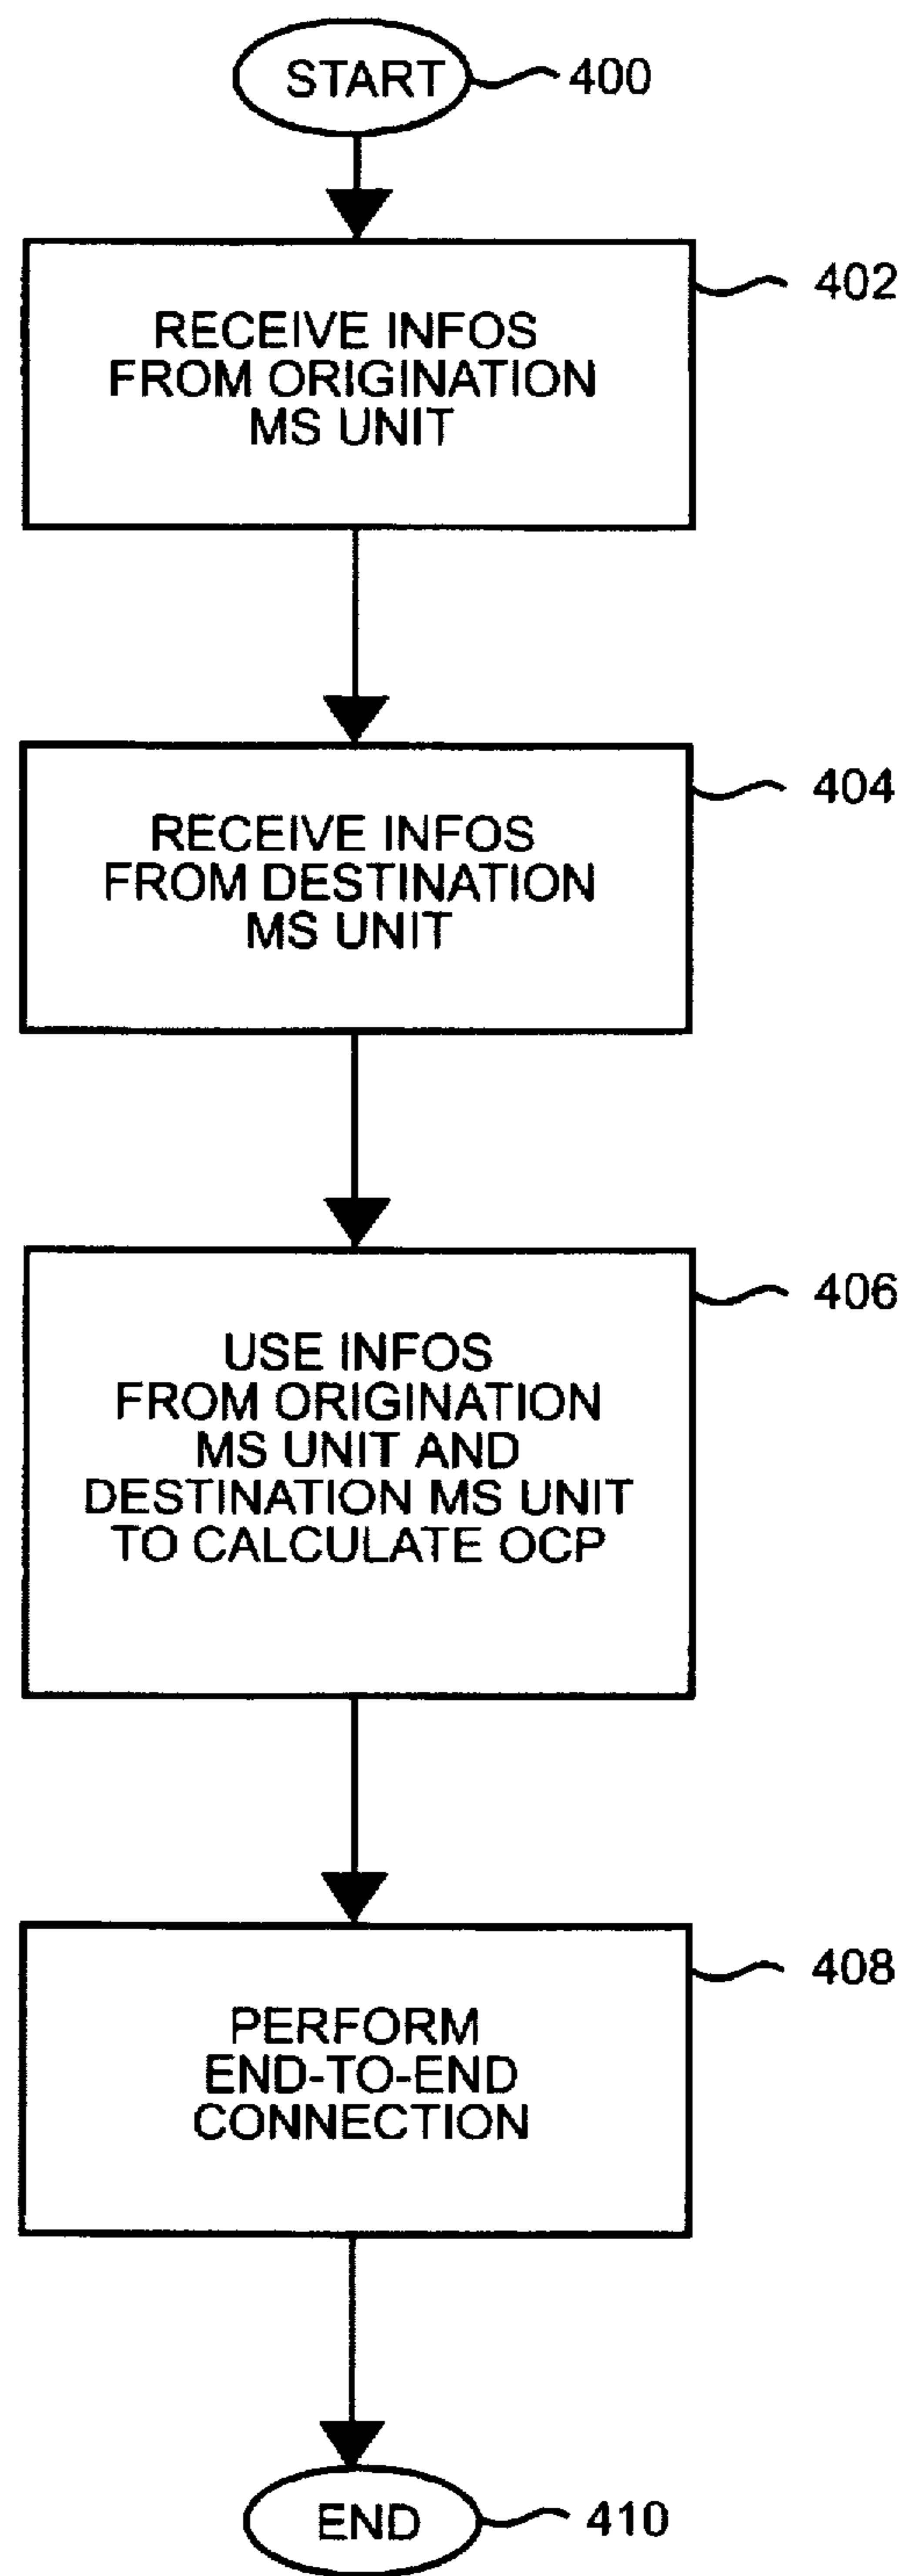 START
400
402
RECEIVE INFOS
FROM ORIGINATION
MS UNIT
404
RECEIVE INFOS
FROM DESTINATION
MS UNIT
406
USE INFOS
FROM ORIGINATION
MS UNIT AND
DESTINATION MS UNIT
TO CALCULATE OCP
408
PERFORM
END-TO-END
CONNECTION
END
410